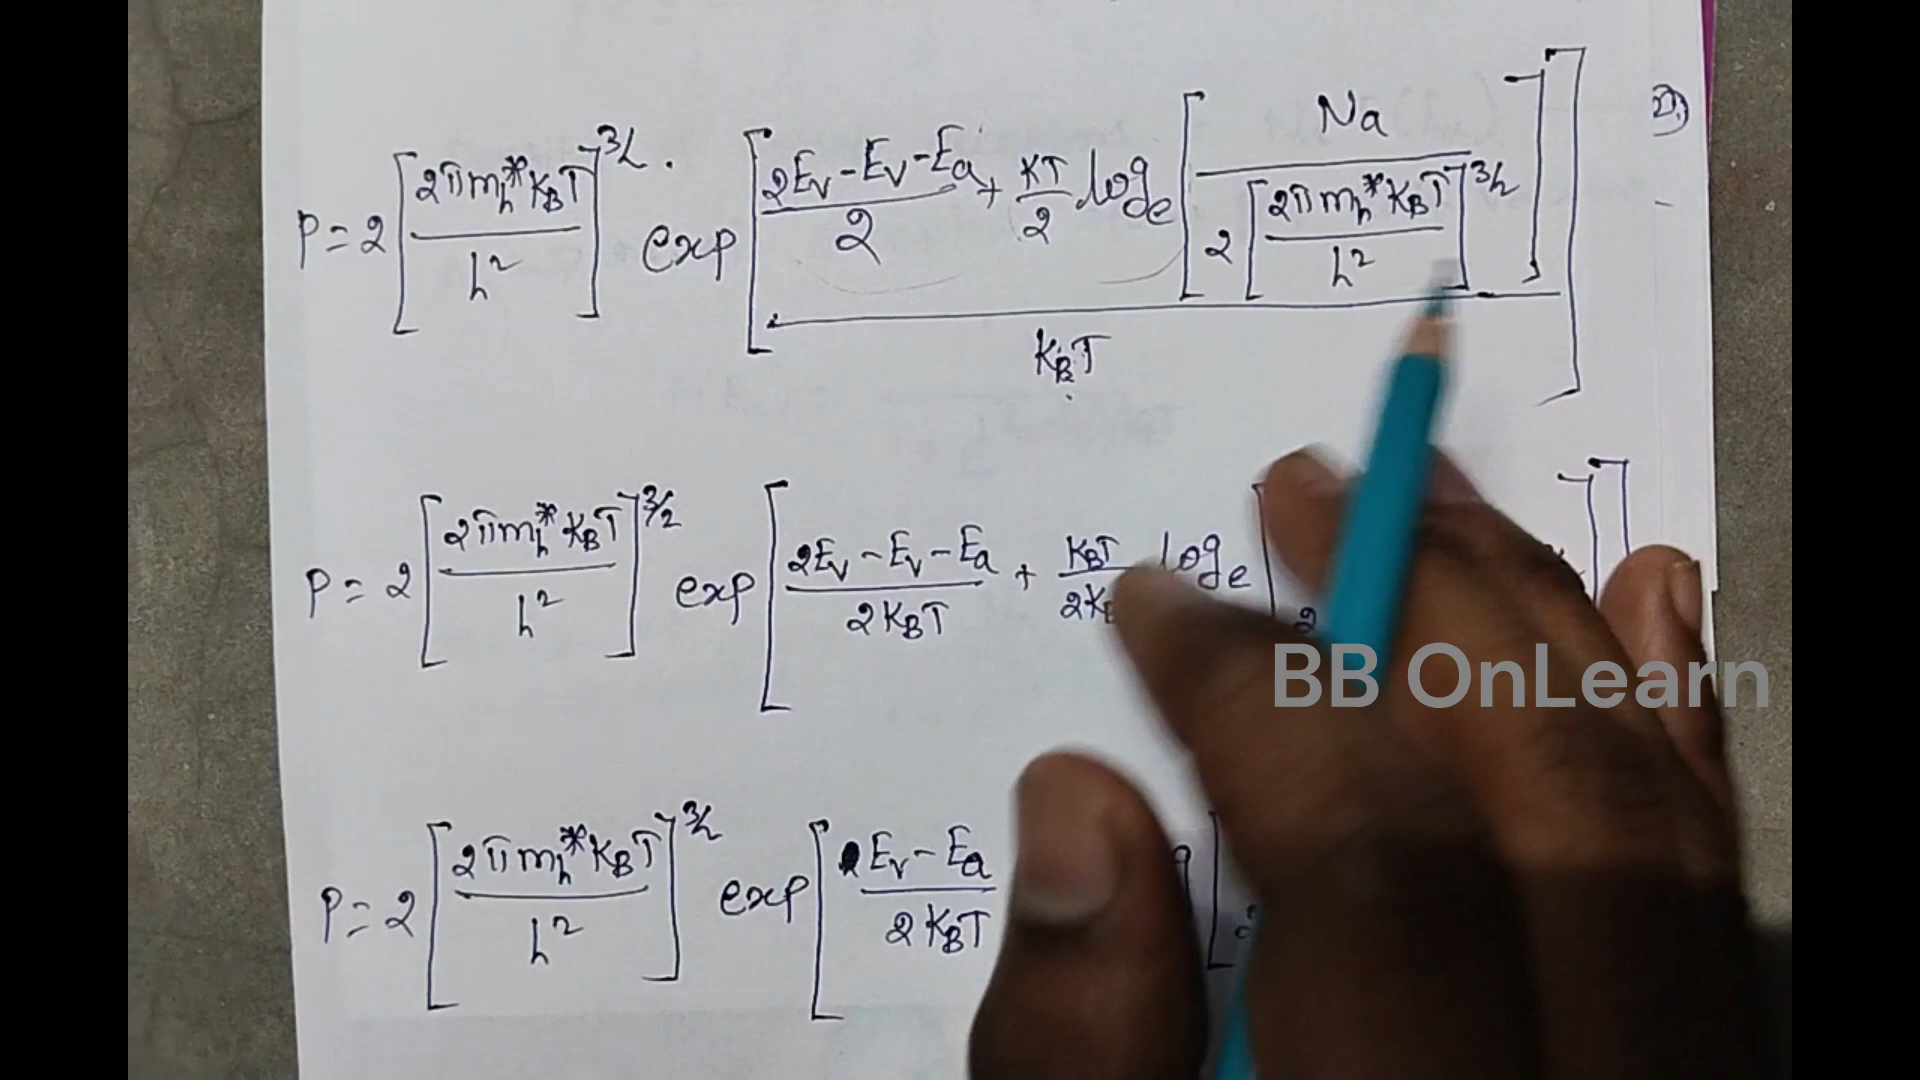 P = 2 [2πm_h* K_B T / h²]^3/2 . exp [ (2E_v - E_v - E_a / 2 + KT/2 log_e [ Na / 2 [2πm_h* K_B T / h²]^3/2 ]) / K_B T ]
P = 2 [2πm_h* K_B T / h²]^3/2 exp [ 2E_v - E_v - E_a / 2K_B T + K_B T / 2K log_e [ 2
BB OnLearn
P = 2 [2πm_h* K_B T / h²]^3/2 exp [ E_v - E_a / 2K_B T